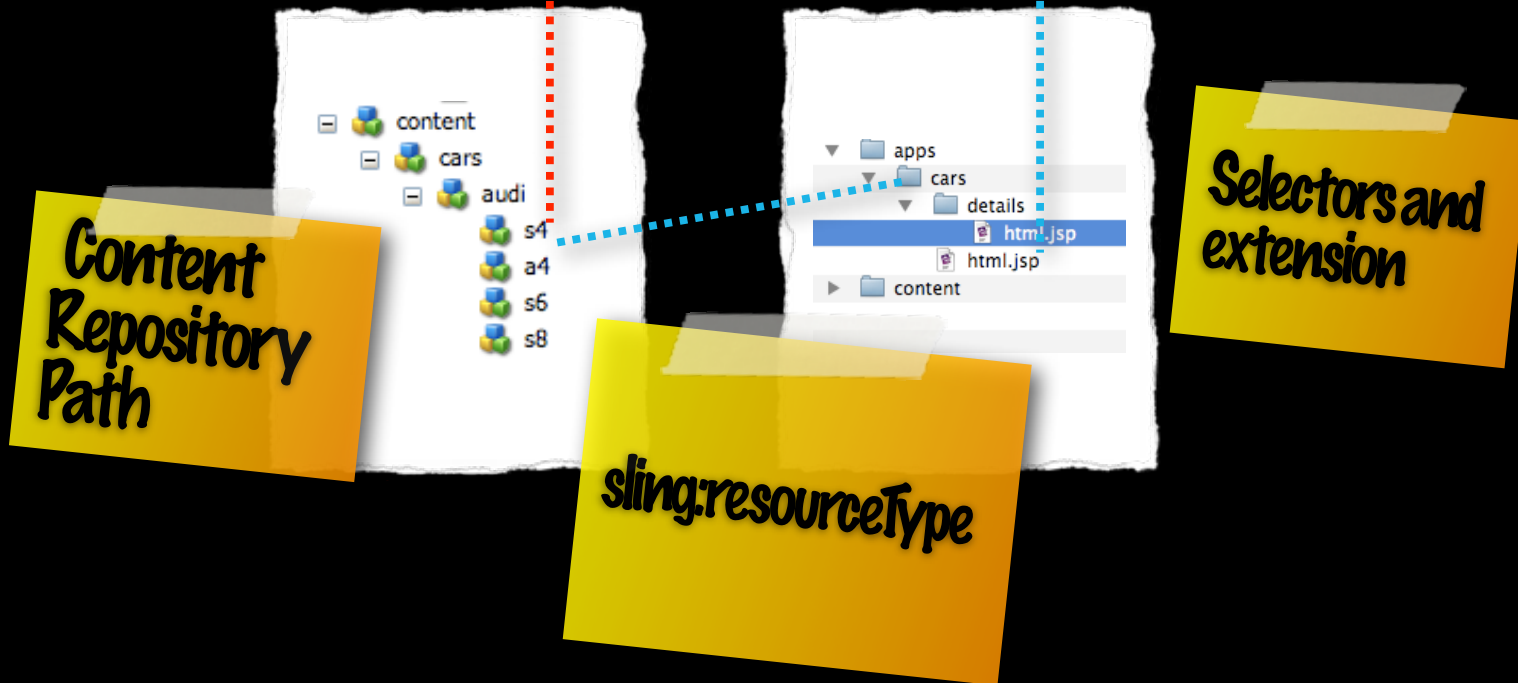 content
cars
audi
s4
a4
s6
s8
apps
cars
details
html.jsp
html.jsp
content
Content
Repository
Path
sling:resourceType
Selectors and
extension